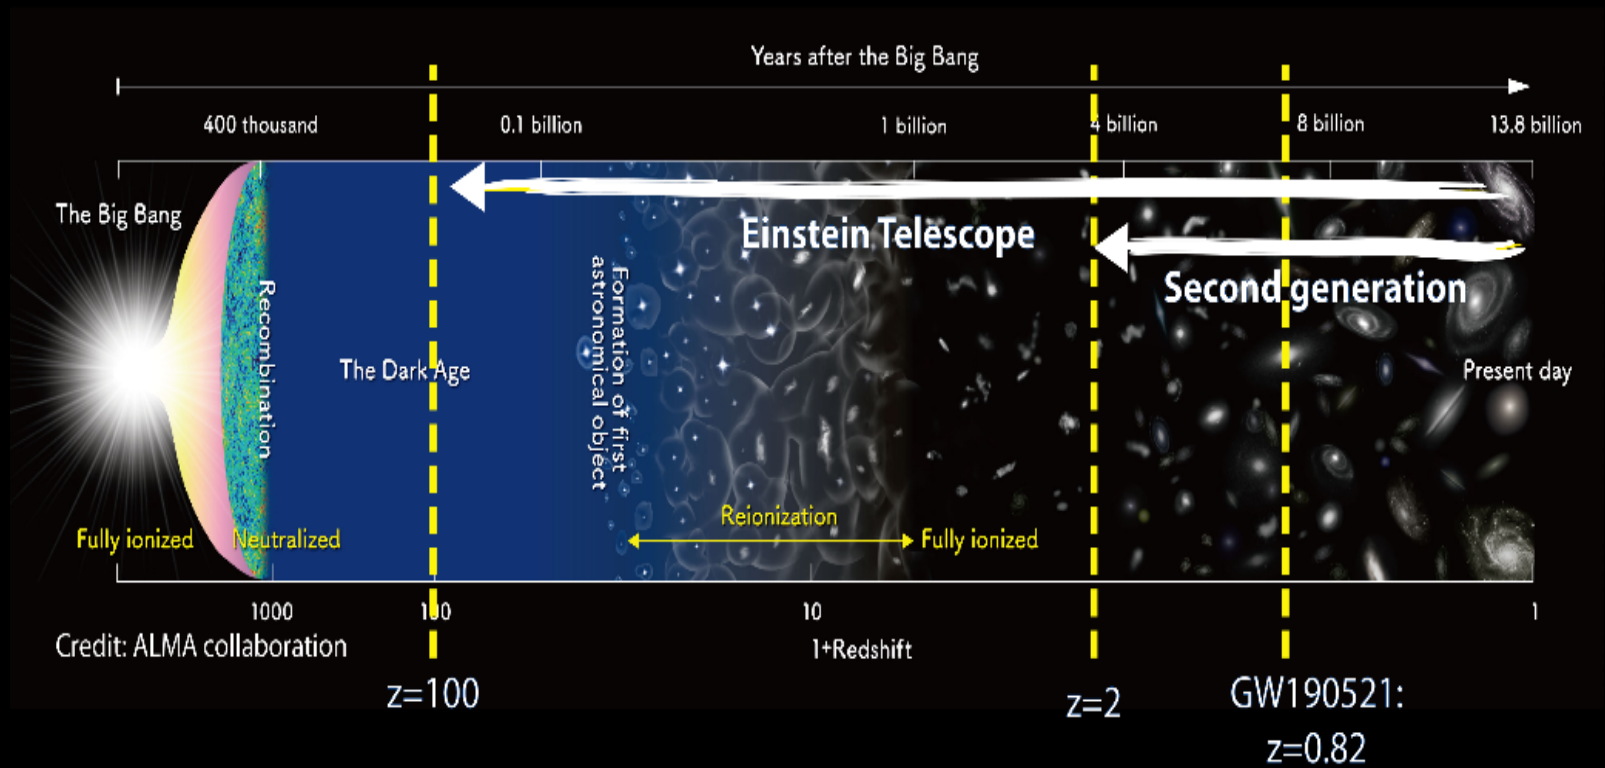 Years after the Big Bang
400 thousand
0.1 billion
1 billion
4 billion
8 billion
13.8 billion
The Big Bang
Einstein Telescope
Second generation
Recombination
The Dark Age
Formation of first
astronomical object
Present day
Fully ionized
Neutralized
Reionization
Fully ionized
1000
100
10
1
Credit: ALMA collaboration
1+Redshift
z=100
z=2
GW190521:
z=0.82